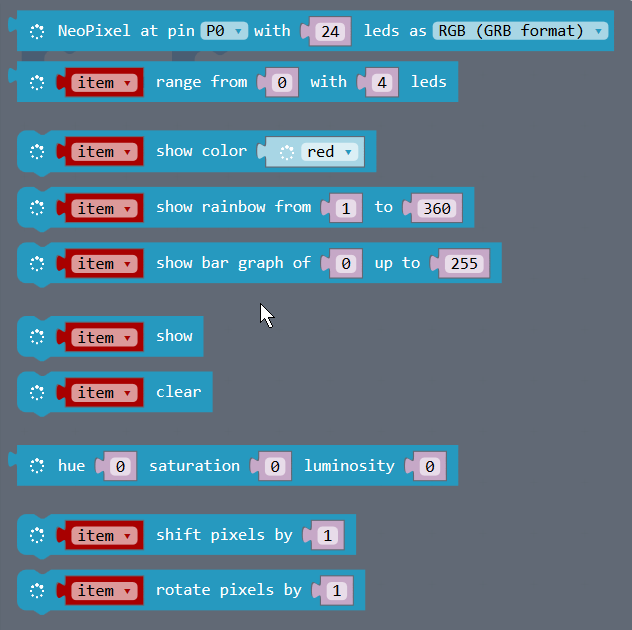 NeoPixel at pin P0 with 24 leds as RGB (GRB format)
item range from 0 with 4 leds
item show color red
item show rainbow from 1 to 360
item show bar graph of 0 up to 255
item show
item clear
hue 0 saturation 0 luminosity 0
item shift pixels by 1
item rotate pixels by 1